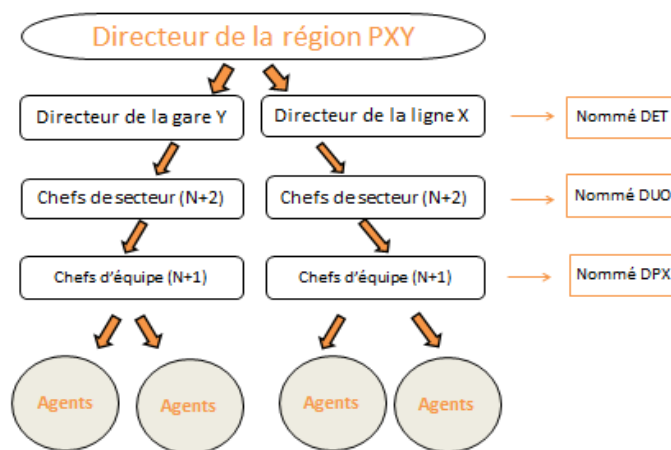 Directeur de la région PXY
Directeur de la gare Y
Directeur de la ligne X
Nommé DET
Chefs de secteur (N+2)
Chefs de secteur (N+2)
Nommé DUO
Chefs d'équipe (N+1)
Chefs d'équipe (N+1)
Nommé DPX
Agents
Agents
Agents
Agents